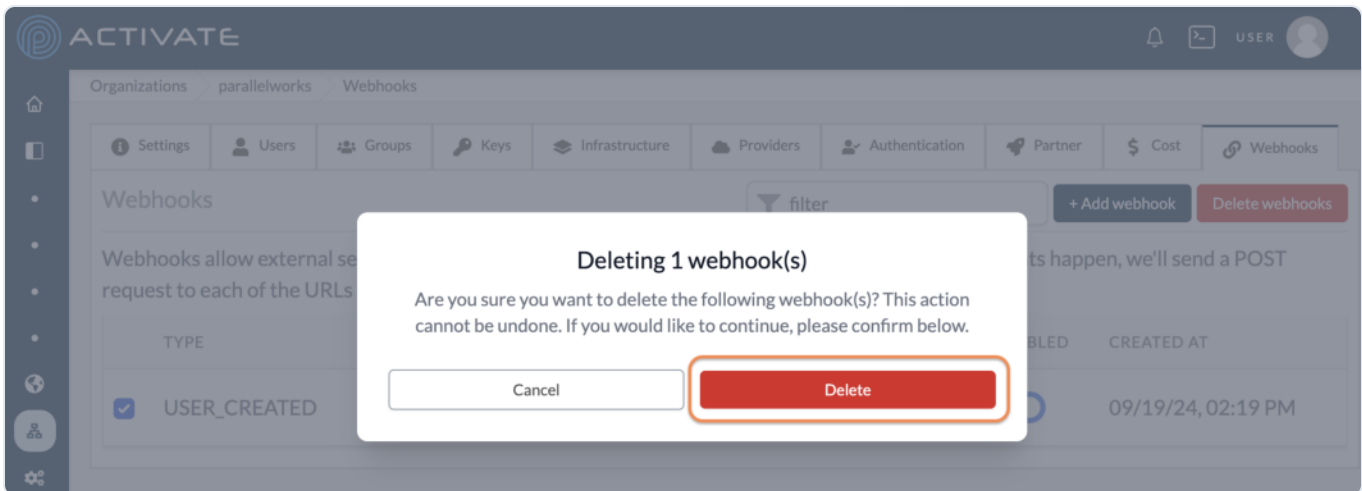 ACTIVATE
USER
Organizations parallelworks Webhooks
Settings Users Groups Keys Infrastructure Providers Authentication Partner $ Cost Webhooks
Webhooks
filter
+ Add webhook
Delete webhooks
Webhooks allow external se
ts happen, we'll send a POST
request to each of the URLs
Deleting 1 webhook(s)
Are you sure you want to delete the following webhook(s)? This action
cannot be undone. If you would like to continue, please confirm below.
Cancel
Delete
TYPE
BLED
CREATED AT
USER_CREATED
09/19/24, 02:19 PM